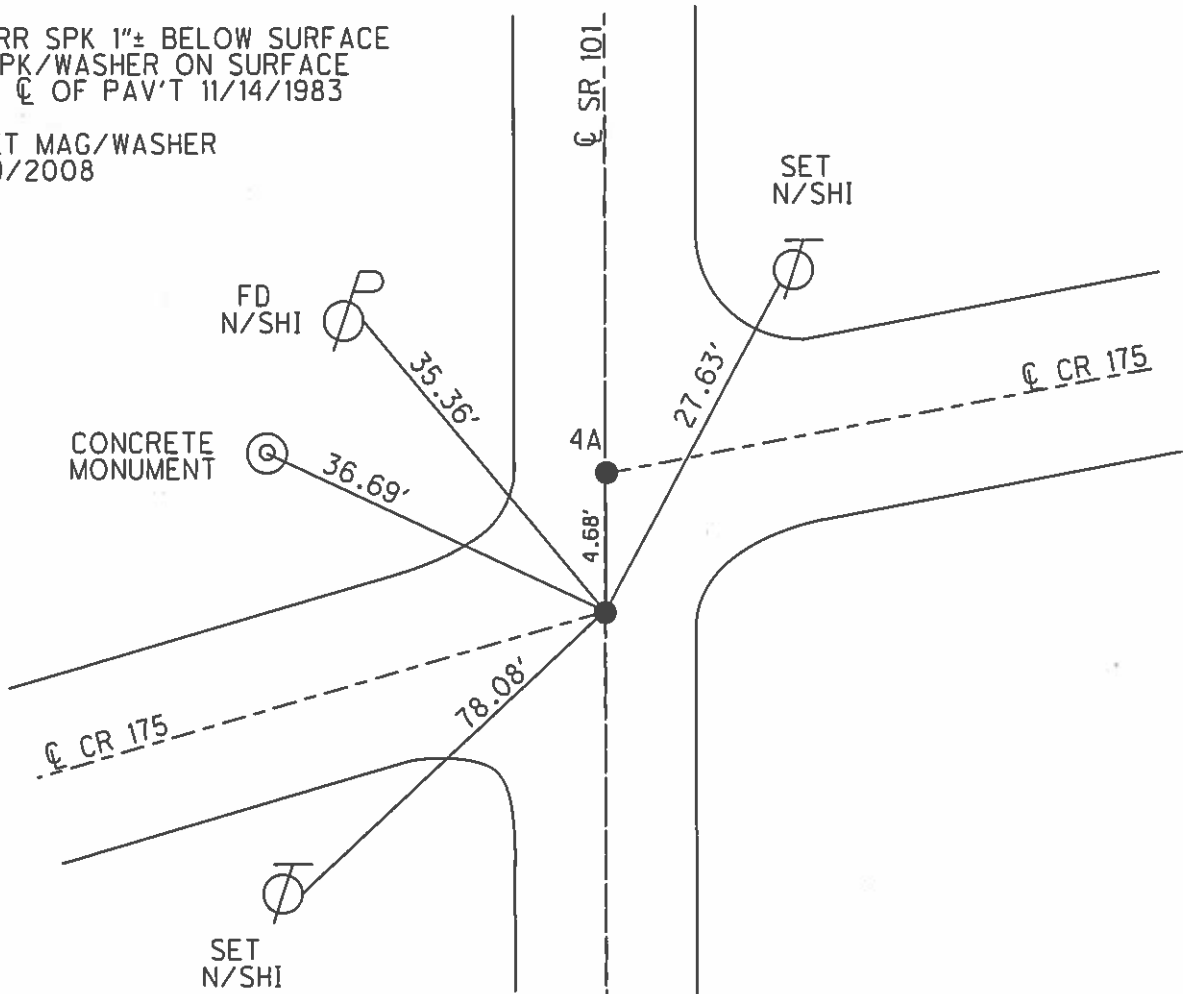 RR SPK 1"± BELOW SURFACE
PK/WASHER ON SURFACE
℄ OF PAV'T 11/14/1983
MAG/WASHER
/2008
℄ SR 101
SET
N/SHI
FD
N/SHI
35.36'
27.63'
℄ CR 175
CONCRETE
MONUMENT
36.69'
4A
4.68'
78.08'
℄ CR 175
SET
N/SHI